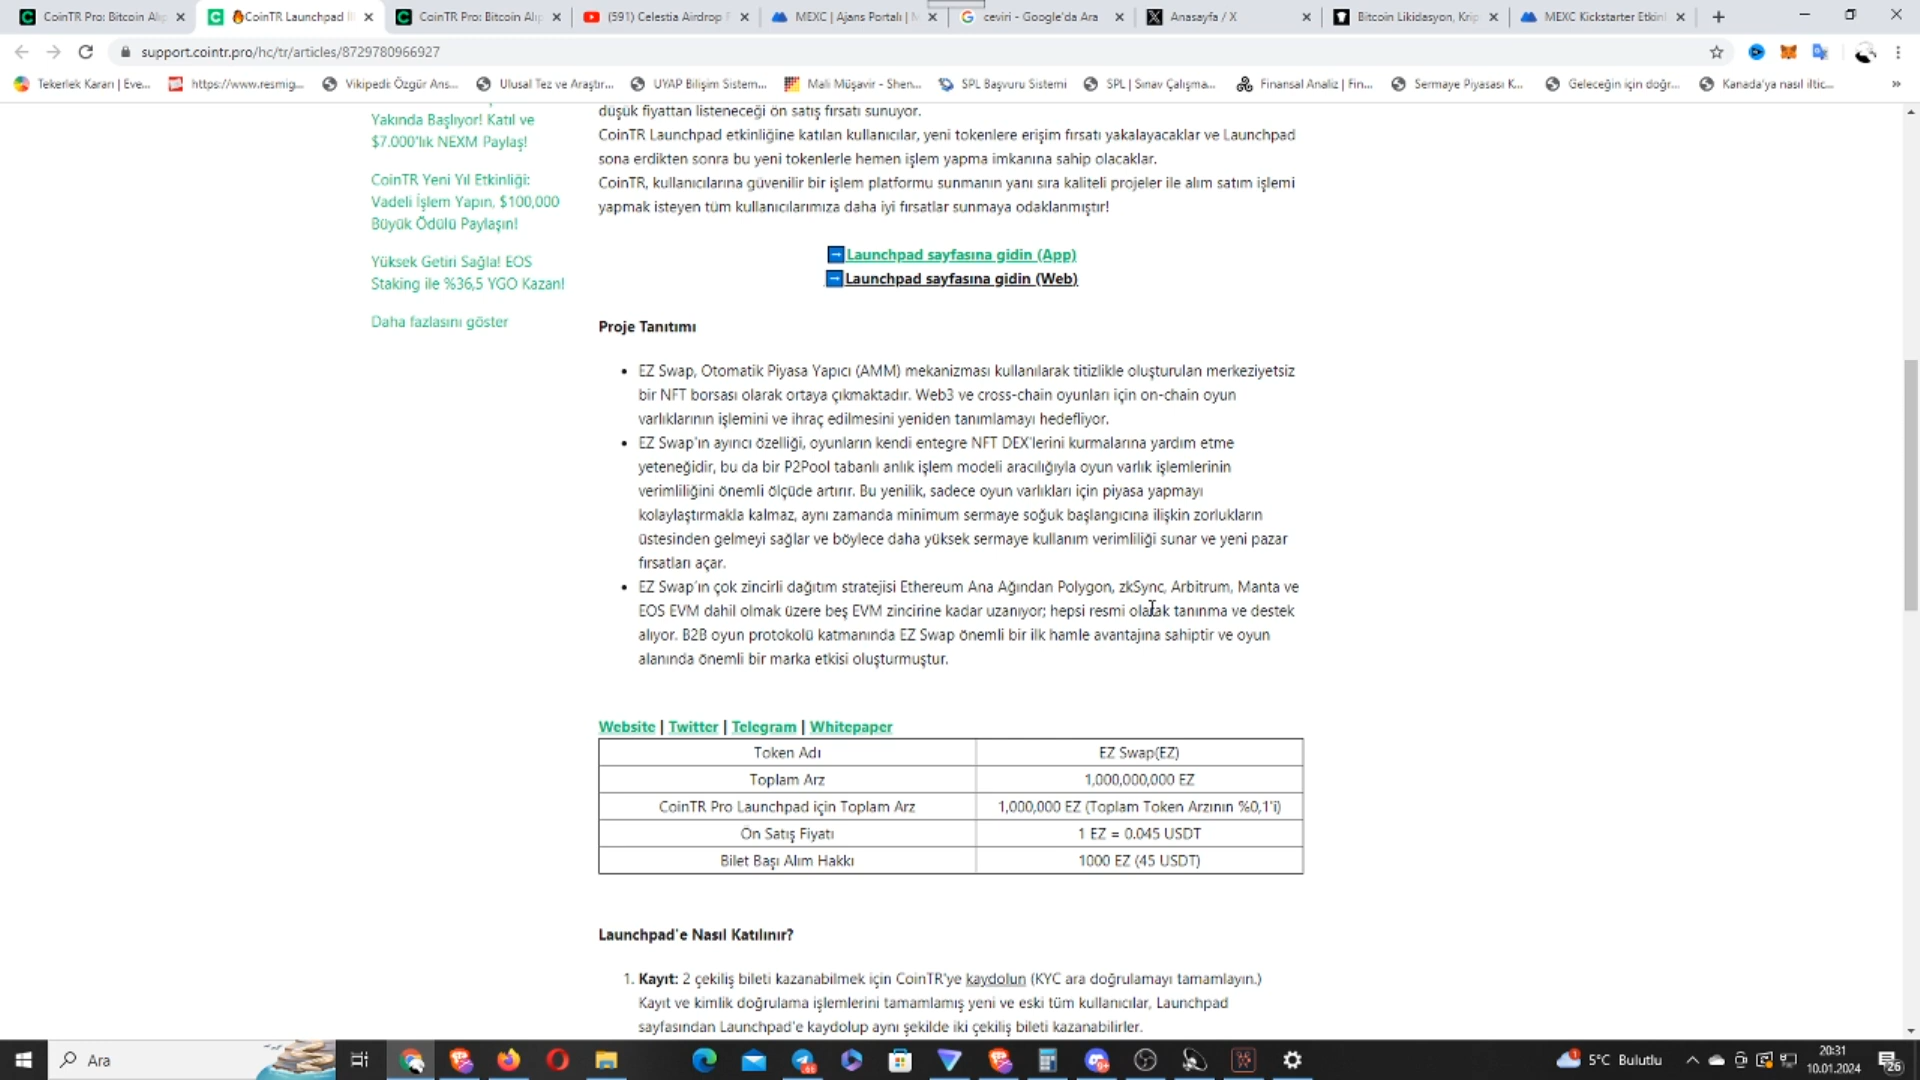 CoinTR Pro: Bitcoin Alış
CoinTR Launchpad
CoinTR Pro: Bitcoin Alış
(591) Celestia Airdrop F
MEXC | Ajans Portalı |
ceviri - Google'da Ara
Anasayfa / X
Bitcoin Likidasyon, Krip
MEXC Kickstarter Etkin
support.cointr.pro/hc/tr/articles/8729780966927
Tekerlek Kararı | Eve...
https://www.resmig...
Vikipedi: Özgür Ans...
Ulusal Tez ve Araştır...
UYAP Bilişim Sistem...
Mali Müşavir - Shen...
SPL Başvuru Sistemi
SPL | Sınav Çalışma...
Finansal Analiz | Fin...
Sermaye Piyasası K...
Geleceğin için doğr...
Kanada'ya nasıl iltic...
Yakında Başlıyor! Katıl ve
$7.000'lık NEXM Paylaş!
CoinTR Yeni Yıl Etkinliği:
Vadeli İşlem Yapın, $100,000
Büyük Ödülü Paylaşın!
Yüksek Getiri Sağla! EOS
Staking ile %36,5 YGO Kazan!
Daha fazlasını göster
düşük fiyattan listeneceği ön satış fırsatı sunuyor.
CoinTR Launchpad etkinliğine katılan kullanıcılar, yeni tokenlere erişim fırsatı yakalayacaklar ve Launchpad
sona erdikten sonra bu yeni tokenlerle hemen işlem yapma imkanına sahip olacaklar.
CoinTR, kullanıcılarına güvenilir bir işlem platformu sunmanın yanı sıra kaliteli projeler ile alım satım işlemi
yapmak isteyen tüm kullanıcılarımıza daha iyi fırsatlar sunmaya odaklanmıştır!
Launchpad sayfasına gidin (App)
Launchpad sayfasına gidin (Web)
Proje Tanıtımı
• EZ Swap, Otomatik Piyasa Yapıcı (AMM) mekanizması kullanılarak titizlikle oluşturulan merkeziyetsiz
bir NFT borsası olarak ortaya çıkmaktadır. Web3 ve cross-chain oyunları için on-chain oyun
varlıklarının işlemini ve ihraç edilmesini yeniden tanımlamayı hedefliyor.
• EZ Swap'ın ayırıcı özelliği, oyunların kendi entegre NFT DEX'lerini kurmalarına yardım etme
yeteneğidir, bu da bir P2Pool tabanlı anlık işlem modeli aracılığıyla oyun varlık işlemlerinin
verimliliğini önemli ölçüde artırır. Bu yenilik, sadece oyun varlıkları için piyasa yapmayı
kolaylaştırmakla kalmaz, aynı zamanda minimum sermaye soğuk başlangıcına ilişkin zorlukların
üstesinden gelmeyi sağlar ve böylece daha yüksek sermaye kullanım verimliliği sunar ve yeni pazar
fırsatları açar.
• EZ Swap'ın çok zincirli dağıtım stratejisi Ethereum Ana Ağından Polygon, zkSync, Arbitrum, Manta ve
EOS EVM dahil olmak üzere beş EVM zincirine kadar uzanıyor; hepsi resmi olarak tanınma ve destek
alıyor. B2B oyun protokolü katmanında EZ Swap önemli bir ilk hamle avantajına sahiptir ve oyun
alanında önemli bir marka etkisi oluşturmuştur.
Website | Twitter | Telegram | Whitepaper
Token Adı EZ Swap(EZ)
Toplam Arz 1,000,000,000 EZ
CoinTR Pro Launchpad için Toplam Arz 1,000,000 EZ (Toplam Token Arzının %0,1'i)
Ön Satış Fiyatı 1 EZ = 0.045 USDT
Bilet Başı Alım Hakkı 1000 EZ (45 USDT)
Launchpad'e Nasıl Katılınır?
1. Kayıt: 2 çekiliş bileti kazanabilmek için CoinTR'ye kaydolun (KYC ara doğrulamayı tamamlayın.)
Kayıt ve kimlik doğrulama işlemlerini tamamlamış yeni ve eski tüm kullanıcılar, Launchpad
sayfasından Launchpad'e kaydolup aynı şekilde iki çekiliş bileti kazanabilirler.
Ara
5°C Bulutlu
20:31
10.01.2024
26